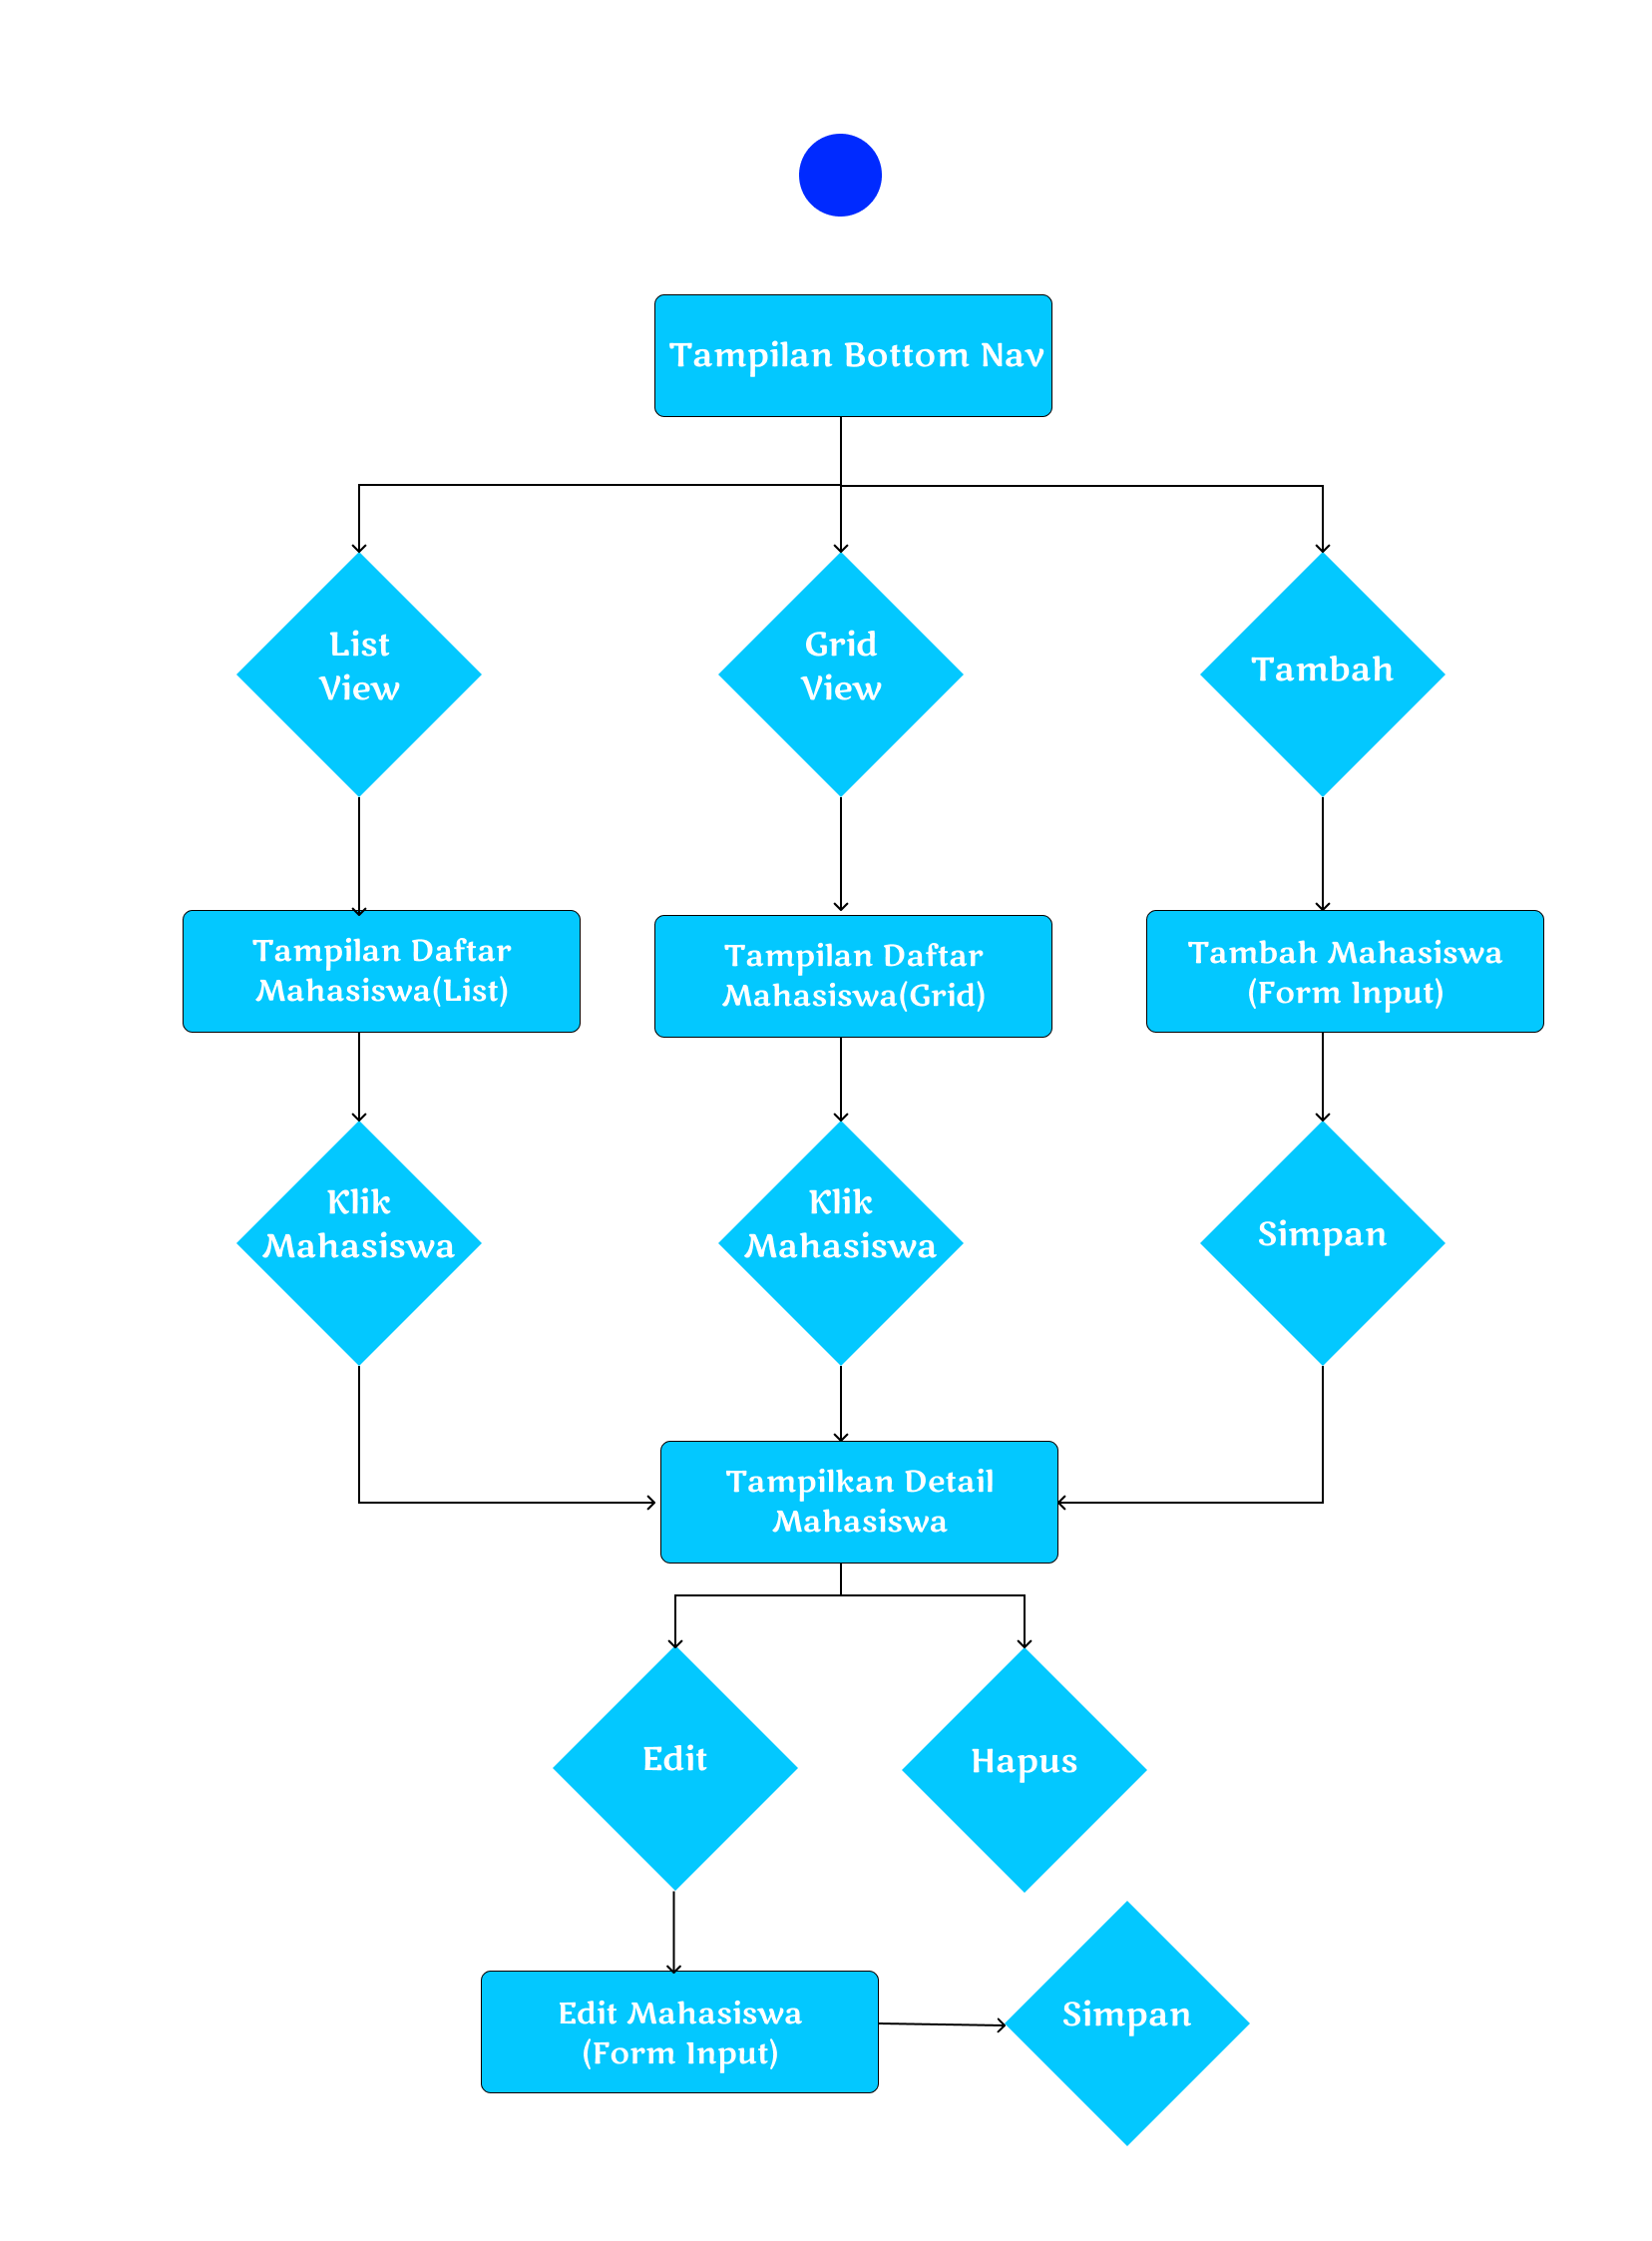 Tampilan Bottom Nav
List
View
Grid
View
Tambah
Tampilan Daftar
Mahasiswa(List)
Tampilan Daftar
Mahasiswa(Grid)
Tambah Mahasiswa
(Form Input)
Klik
Mahasiswa
Klik
Mahasiswa
Simpan
Tampilkan Detail
Mahasiswa
Edit
Hapus
Edit Mahasiswa
(Form Input)
Simpan